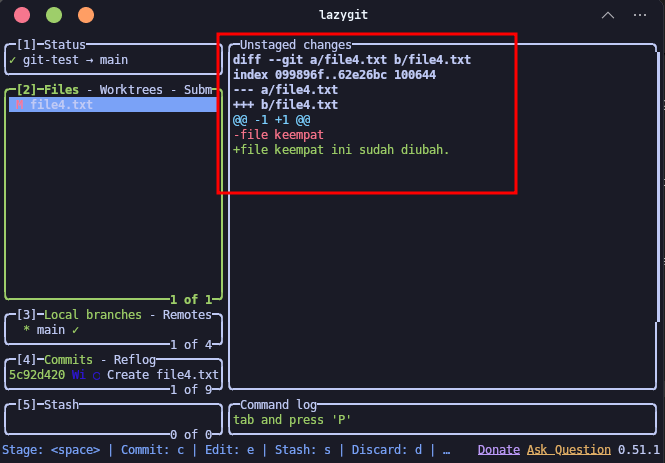 lazygit
[1]─Status
✓ git-test → main
[2]─Files - Worktrees - Subm
M file4.txt
1 of 1
[3]─Local branches - Remotes
* main ✓
1 of 4
[4]─Commits - Reflog
5c92d420 Wi ○ Create file4.txt
1 of 9
[5]─Stash
0 of 0
Unstaged changes
diff --git a/file4.txt b/file4.txt
index 099896f..62e26bc 100644
--- a/file4.txt
+++ b/file4.txt
@@ -1 +1 @@
-file keempat
+file keempat ini sudah diubah.
Command log
tab and press 'P'
Stage: <space> | Commit: c | Edit: e | Stash: s | Discard: d | … Donate Ask Question 0.51.1